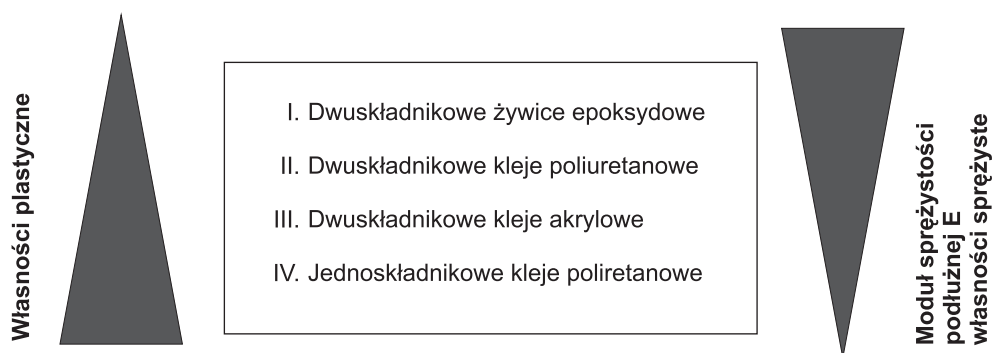 Własności plastyczne
I. Dwuskładnikowe żywice epoksydowe
II. Dwuskładnikowe kleje poliuretanowe
III. Dwuskładnikowe kleje akrylowe
IV. Jednoskładnikowe kleje poliretanowe
Moduł sprężystości
podłużnej E
własności sprężyste